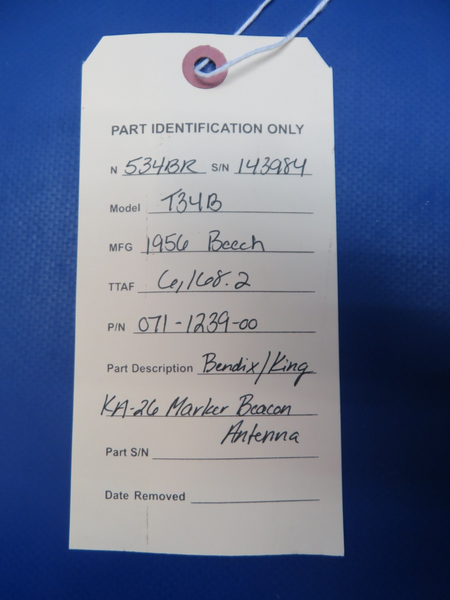 PART IDENTIFICATION ONLY
N 534BR S/N 143984
Model T34B
MFG 1956 Beech
TTAF 6,168.2
P/N 071-1239-00
Part Description Bendix/King
KA-26 Marker Beacon
Antenna
Part S/N
Date Removed